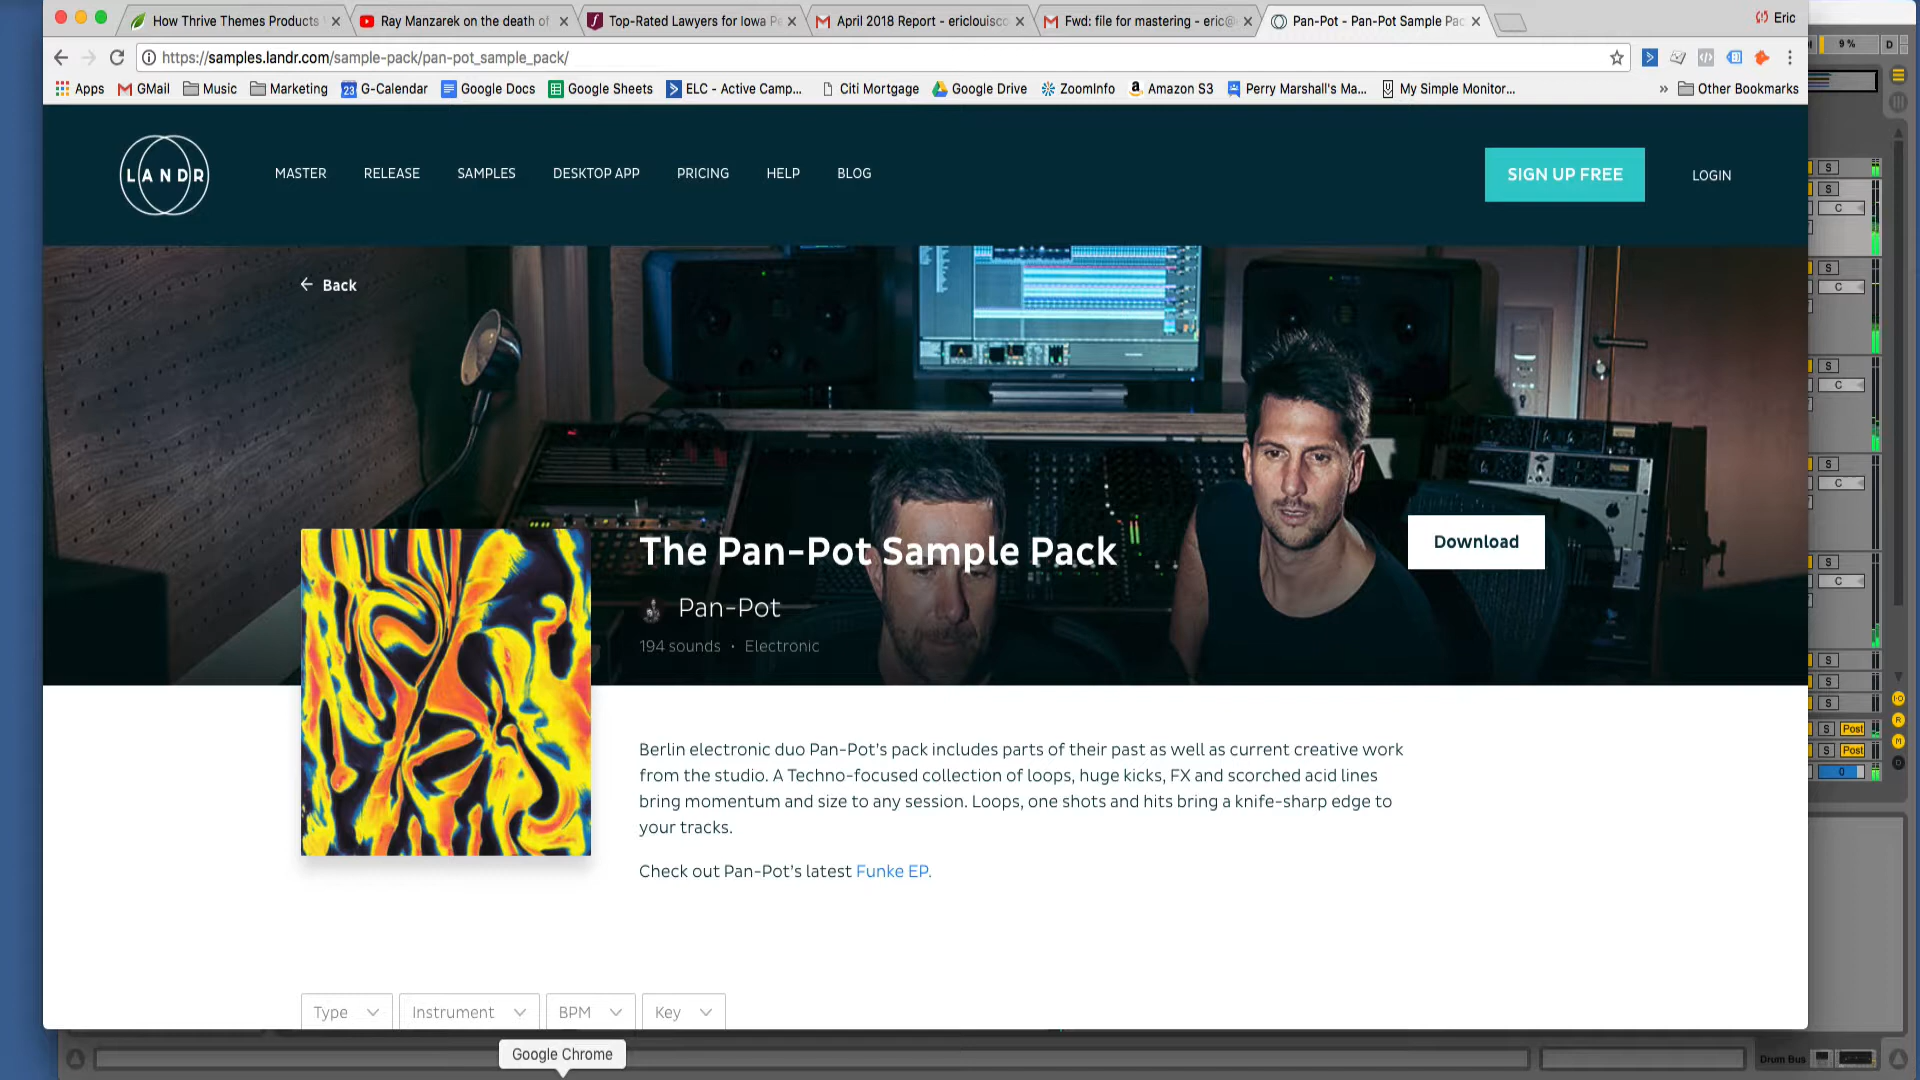 How Thrive Themes Products
Ray Manzarek on the death of
Top-Rated Lawyers for Iowa Pe
April 2018 Report - ericlouisco
Fwd: file for mastering - eric@
Pan-Pot - Pan-Pot Sample Pac
Eric
https://samples.landr.com/sample-pack/pan-pot_sample_pack/
9 %
D
Apps
GMail
Music
Marketing
23
G-Calendar
Google Docs
Google Sheets
ELC - Active Camp...
Citi Mortgage
Google Drive
ZoomInfo
Amazon S3
Perry Marshall's Ma...
My Simple Monitor...
»
Other Bookmarks
LANDR
MASTER
RELEASE
SAMPLES
DESKTOP APP
PRICING
HELP
BLOG
SIGN UP FREE
LOGIN
Back
The Pan-Pot Sample Pack
Download
Pan-Pot
194 sounds • Electronic
Berlin electronic duo Pan-Pot's pack includes parts of their past as well as current creative work
from the studio. A Techno-focused collection of loops, huge kicks, FX and scorched acid lines
bring momentum and size to any session. Loops, one shots and hits bring a knife-sharp edge to
your tracks.
Check out Pan-Pot's latest Funke EP.
Type
Instrument
BPM
Key
Google Chrome
S
S
C
S
C
S
C
S
C
S
C
S
S
S
S
Post
S
Post
0
I·O
R
M
D
Drum Bus